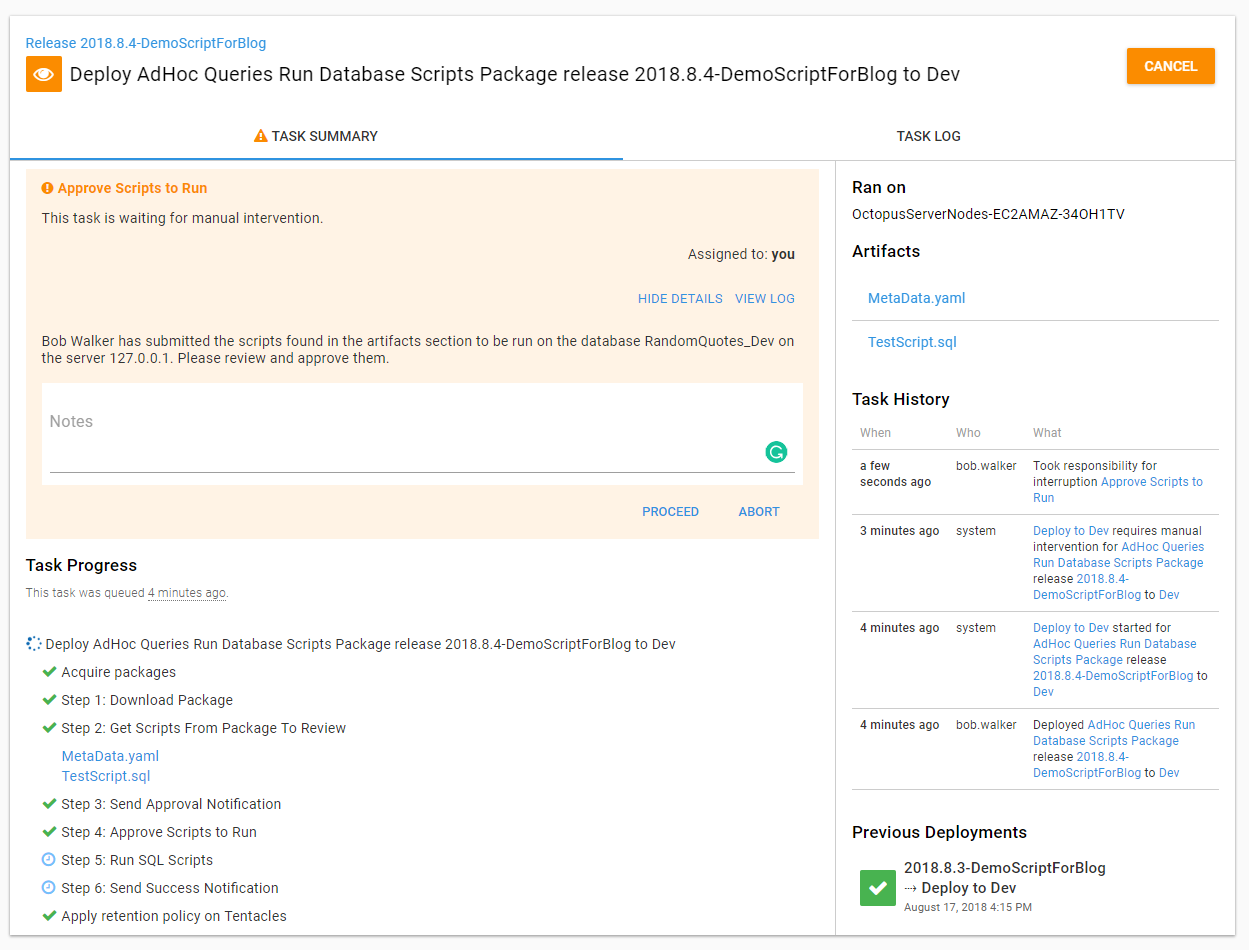 Release 2018.8.4-DemoScriptForBlog
Deploy AdHoc Queries Run Database Scripts Package release 2018.8.4-DemoScriptForBlog to Dev
CANCEL
TASK SUMMARY
TASK LOG
Approve Scripts to Run
This task is waiting for manual intervention.
Assigned to: you
HIDE DETAILS VIEW LOG
Bob Walker has submitted the scripts found in the artifacts section to be run on the database RandomQuotes_Dev on
the server 127.0.0.1. Please review and approve them.
Notes
PROCEED ABORT
Task Progress
This task was queued 4 minutes ago.
Deploy AdHoc Queries Run Database Scripts Package release 2018.8.4-DemoScriptForBlog to Dev
Acquire packages
Step 1: Download Package
Step 2: Get Scripts From Package To Review
MetaData.yaml
TestScript.sql
Step 3: Send Approval Notification
Step 4: Approve Scripts to Run
Step 5: Run SQL Scripts
Step 6: Send Success Notification
Apply retention policy on Tentacles
Ran on
OctopusServerNodes-EC2AMAZ-34OH1TV
Artifacts
MetaData.yaml
TestScript.sql
Task History
When Who What
a few bob.walker Took responsibility for
seconds ago interruption Approve Scripts to
Run
3 minutes ago system Deploy to Dev requires manual
intervention for AdHoc Queries
Run Database Scripts Package
release 2018.8.4-
DemoScriptForBlog to Dev
4 minutes ago system Deploy to Dev started for
AdHoc Queries Run Database
Scripts Package release
2018.8.4-DemoScriptForBlog to
Dev
4 minutes ago bob.walker Deployed AdHoc Queries Run
Database Scripts Package
release 2018.8.4-
DemoScriptForBlog to Dev
Previous Deployments
2018.8.3-DemoScriptForBlog
⇢ Deploy to Dev
August 17, 2018 4:15 PM